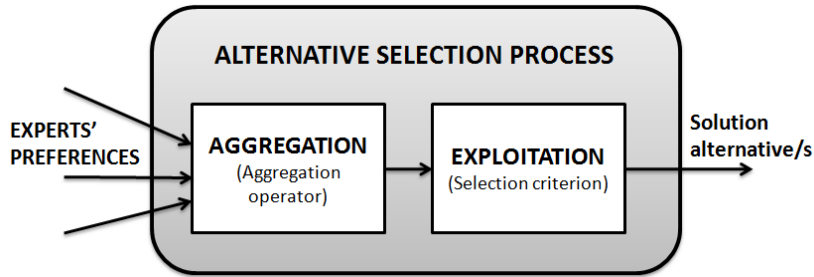 ALTERNATIVE SELECTION PROCESS
EXPERTS'
PREFERENCES
AGGREGATION
(Aggregation
operator)
EXPLOITATION
(Selection criterion)
Solution
alternative/s